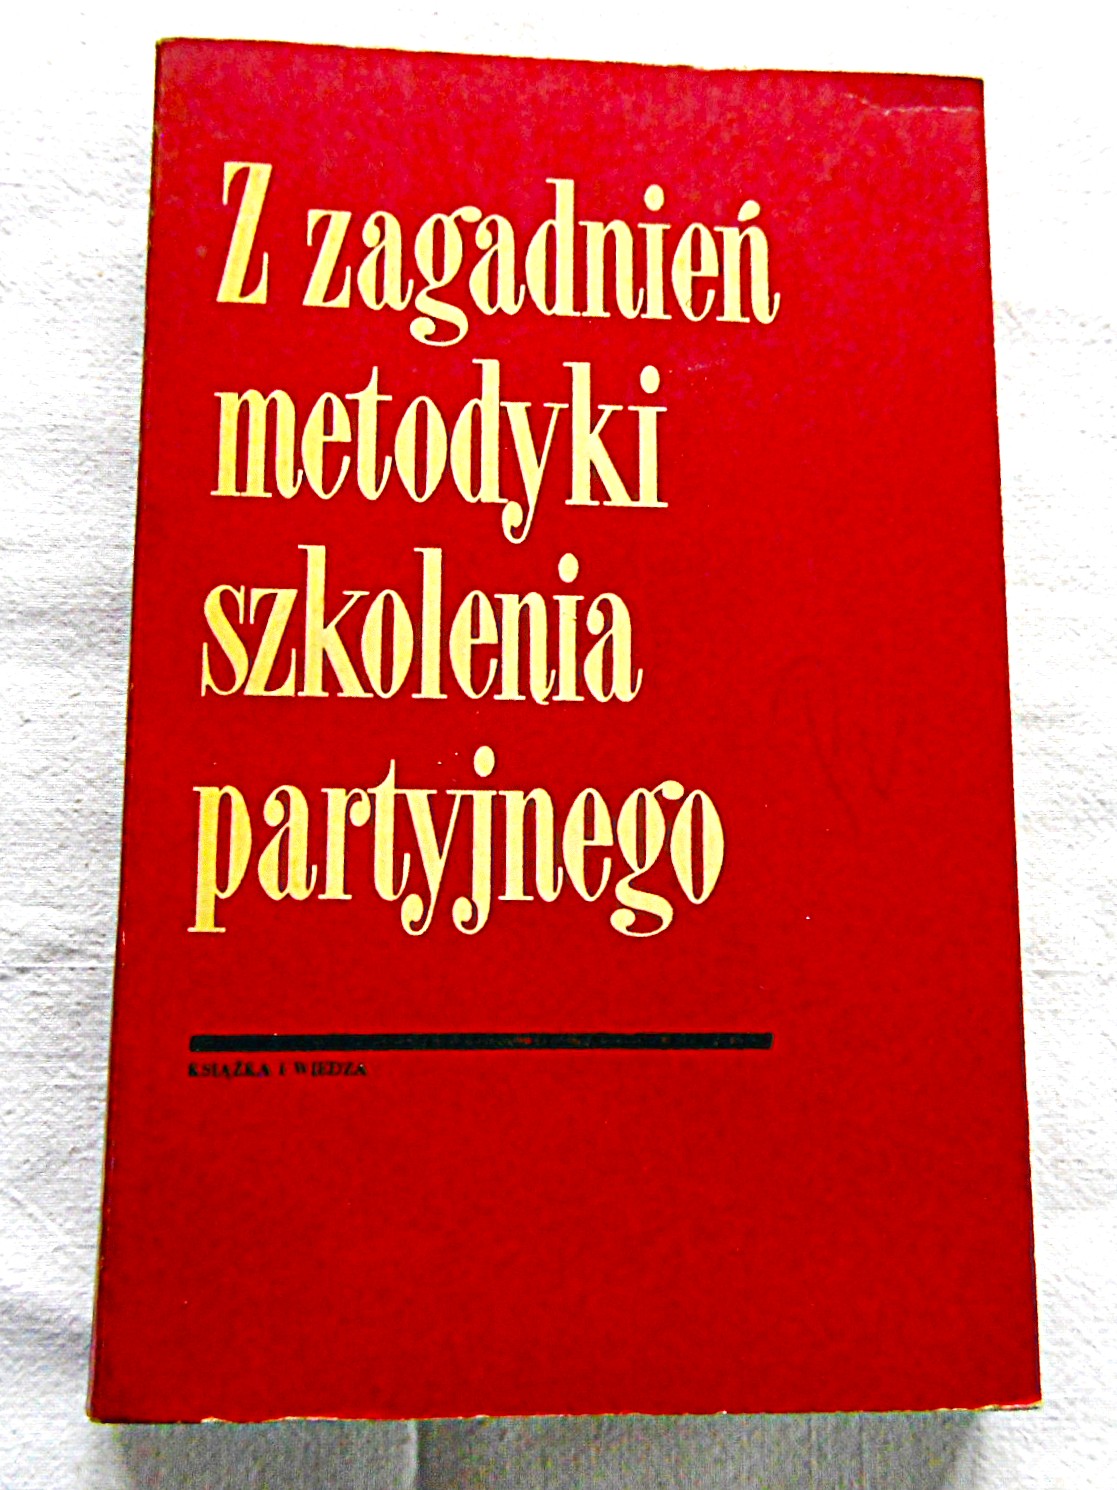 Z zagadnień
metodyki
szkolenia
partyjnego
KSIĄŻKA I WIEDZA